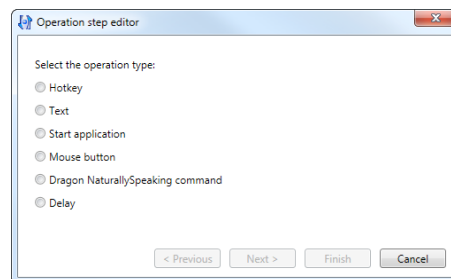 Operation step editor
Select the operation type:
Hotkey
Text
Start application
Mouse button
Dragon NaturallySpeaking command
Delay
< Previous Next > Finish Cancel